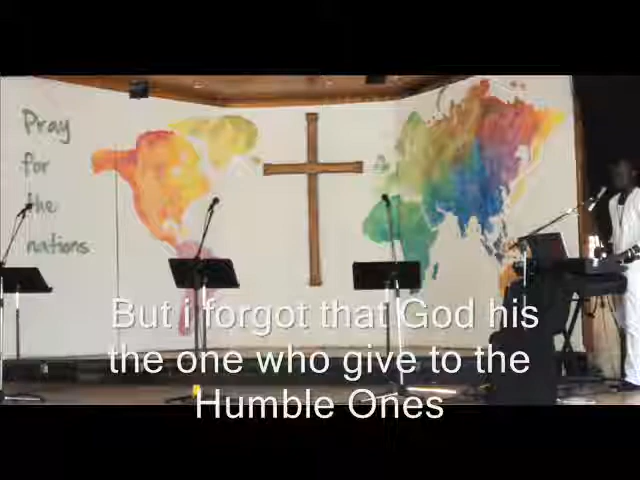 Pray
for
the
nations
But i forgot that God his
the one who give to the
Humble Ones